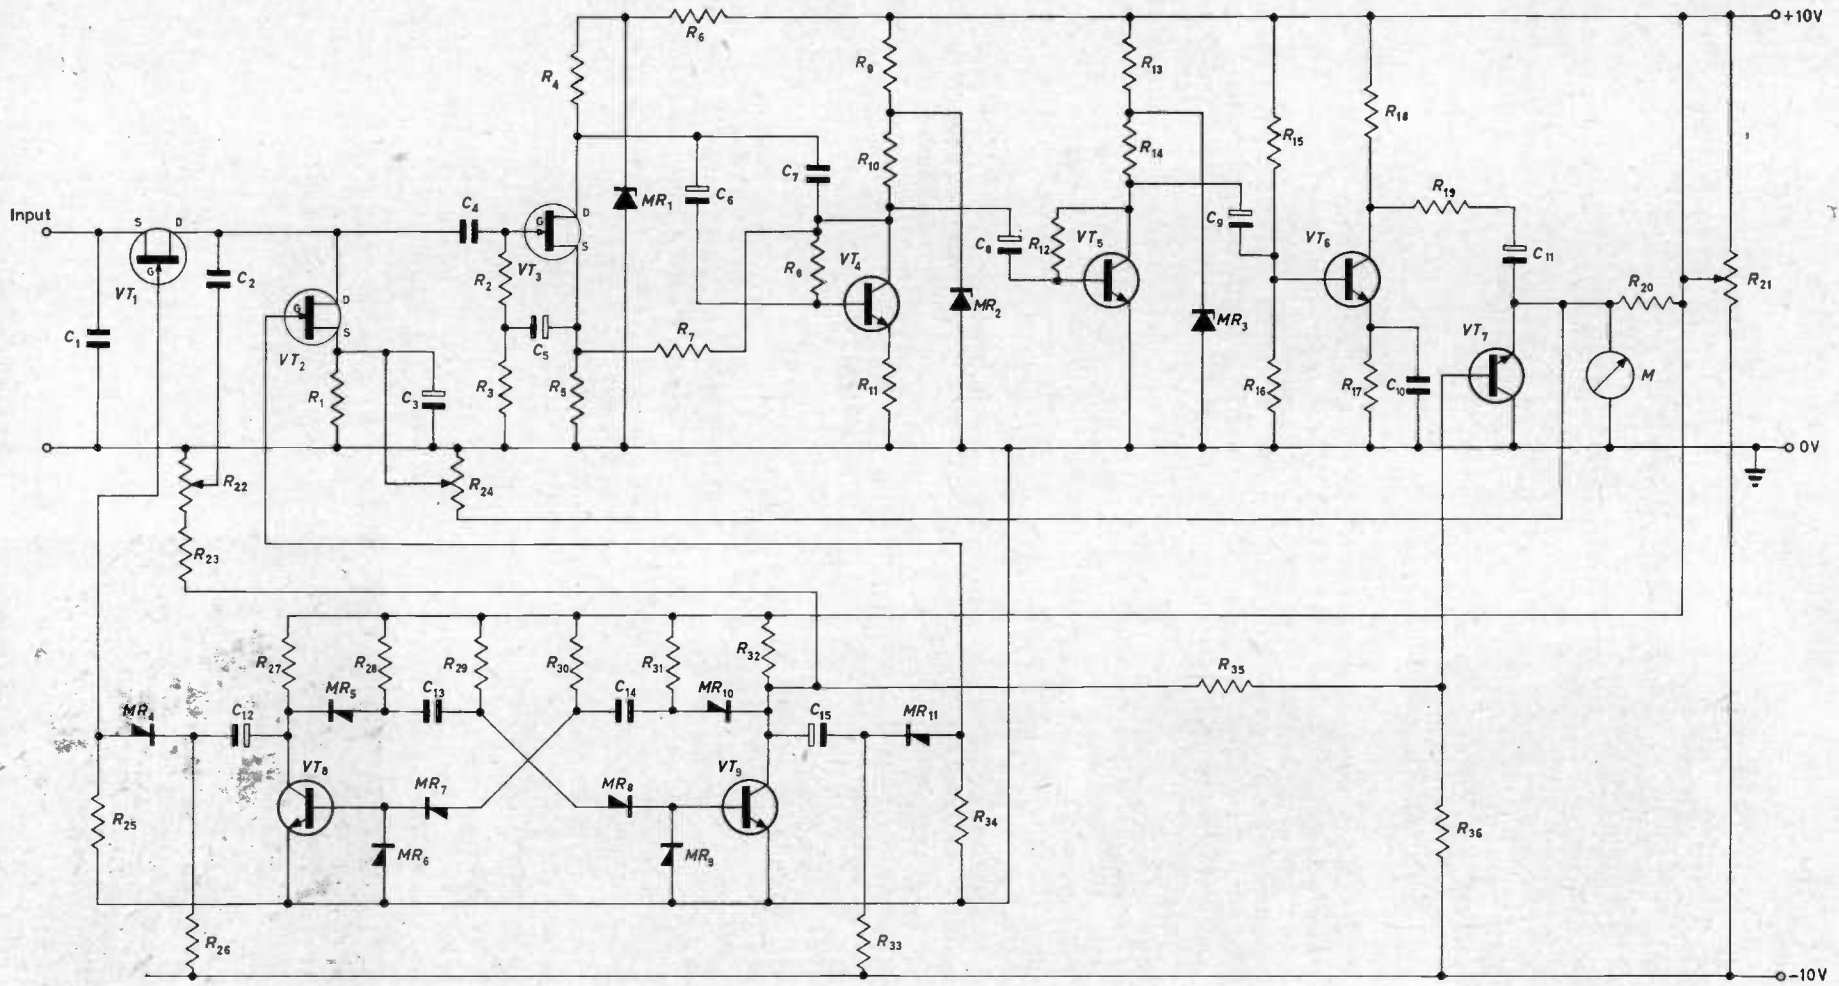 +10V
R6
R4
R9
R13
R18
R15
R14
R10
C7
C6
MR1
R19
Input
C4
S
D
G
VT1
C2
D
G
S
VT3
R2
R8
VT4
C8
R12
VT5
C9
VT6
C11
R20
R21
C1
G
D
S
VT2
C5
R7
MR2
MR3
VT7
R1
C3
R3
R5
R11
R16
R17
C10
M
0V
R22
R24
R23
R27
R28
R29
R30
R31
R32
R35
MR5
C13
C14
MR10
MR4
C12
C15
MR11
VT8
MR7
MR8
VT9
R25
MR6
MR9
R34
R36
R26
R33
-10V